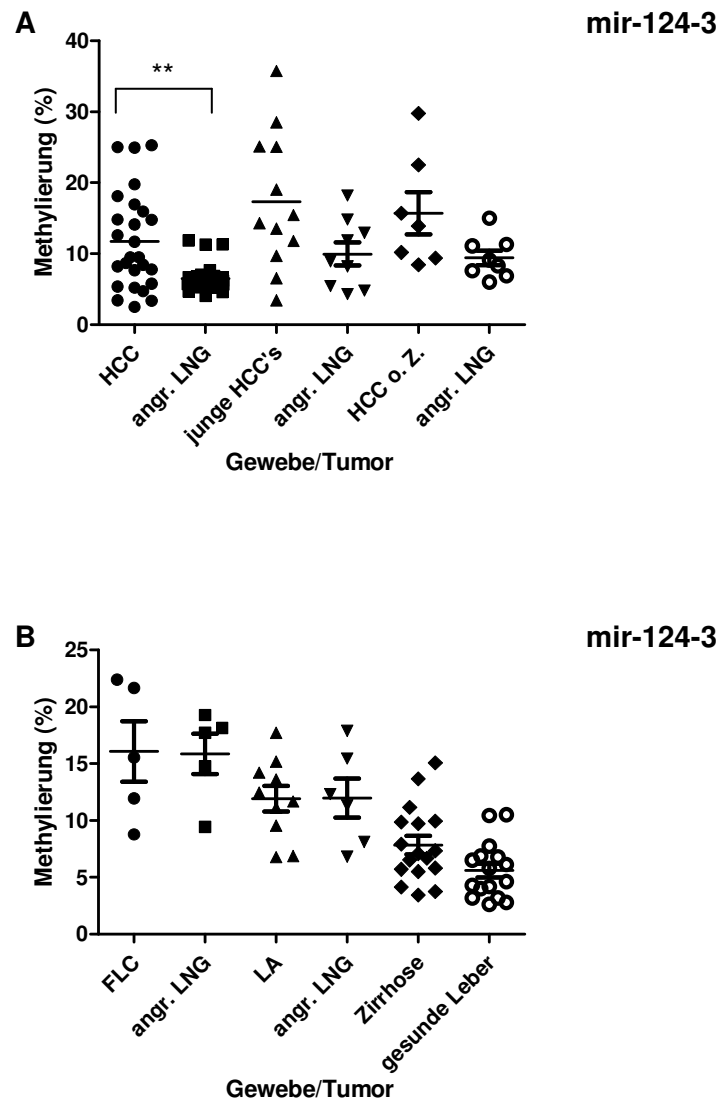 A
mir-124-3
Methylierung (%)
40
30
20
10
0
**
HCC
angr. LNG
junge HCC's
angr. LNG
HCC o. Z.
angr. LNG
Gewebe/Tumor
B
mir-124-3
Methylierung (%)
25
20
15
10
5
0
FLC
angr. LNG
LA
angr. LNG
Zirrhose
gesunde Leber
Gewebe/Tumor